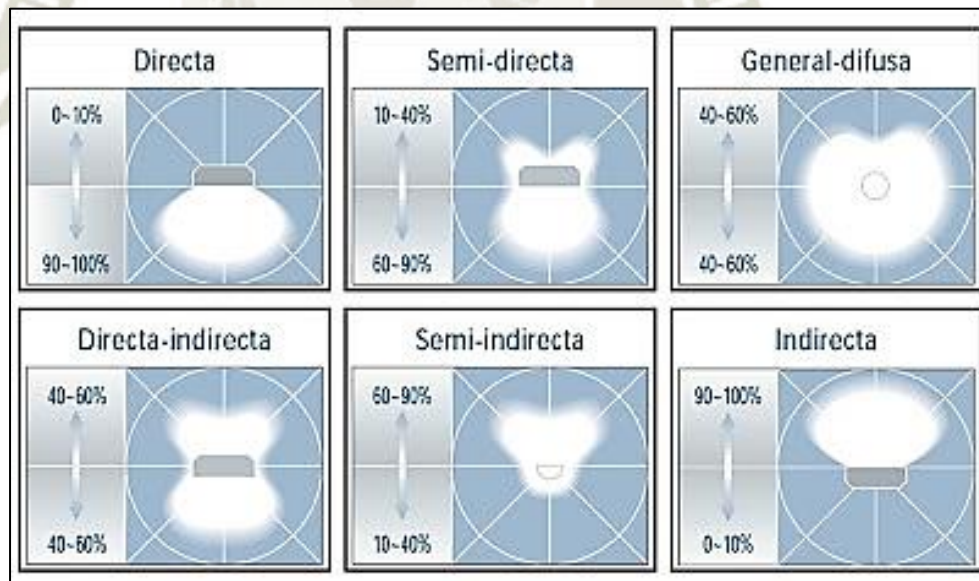 Directa
0~10%
90~100%
Semi-directa
10~40%
60~90%
General-difusa
40~60%
40~60%
Directa-indirecta
40~60%
40~60%
Semi-indirecta
60~90%
10~40%
Indirecta
90~100%
0~10%